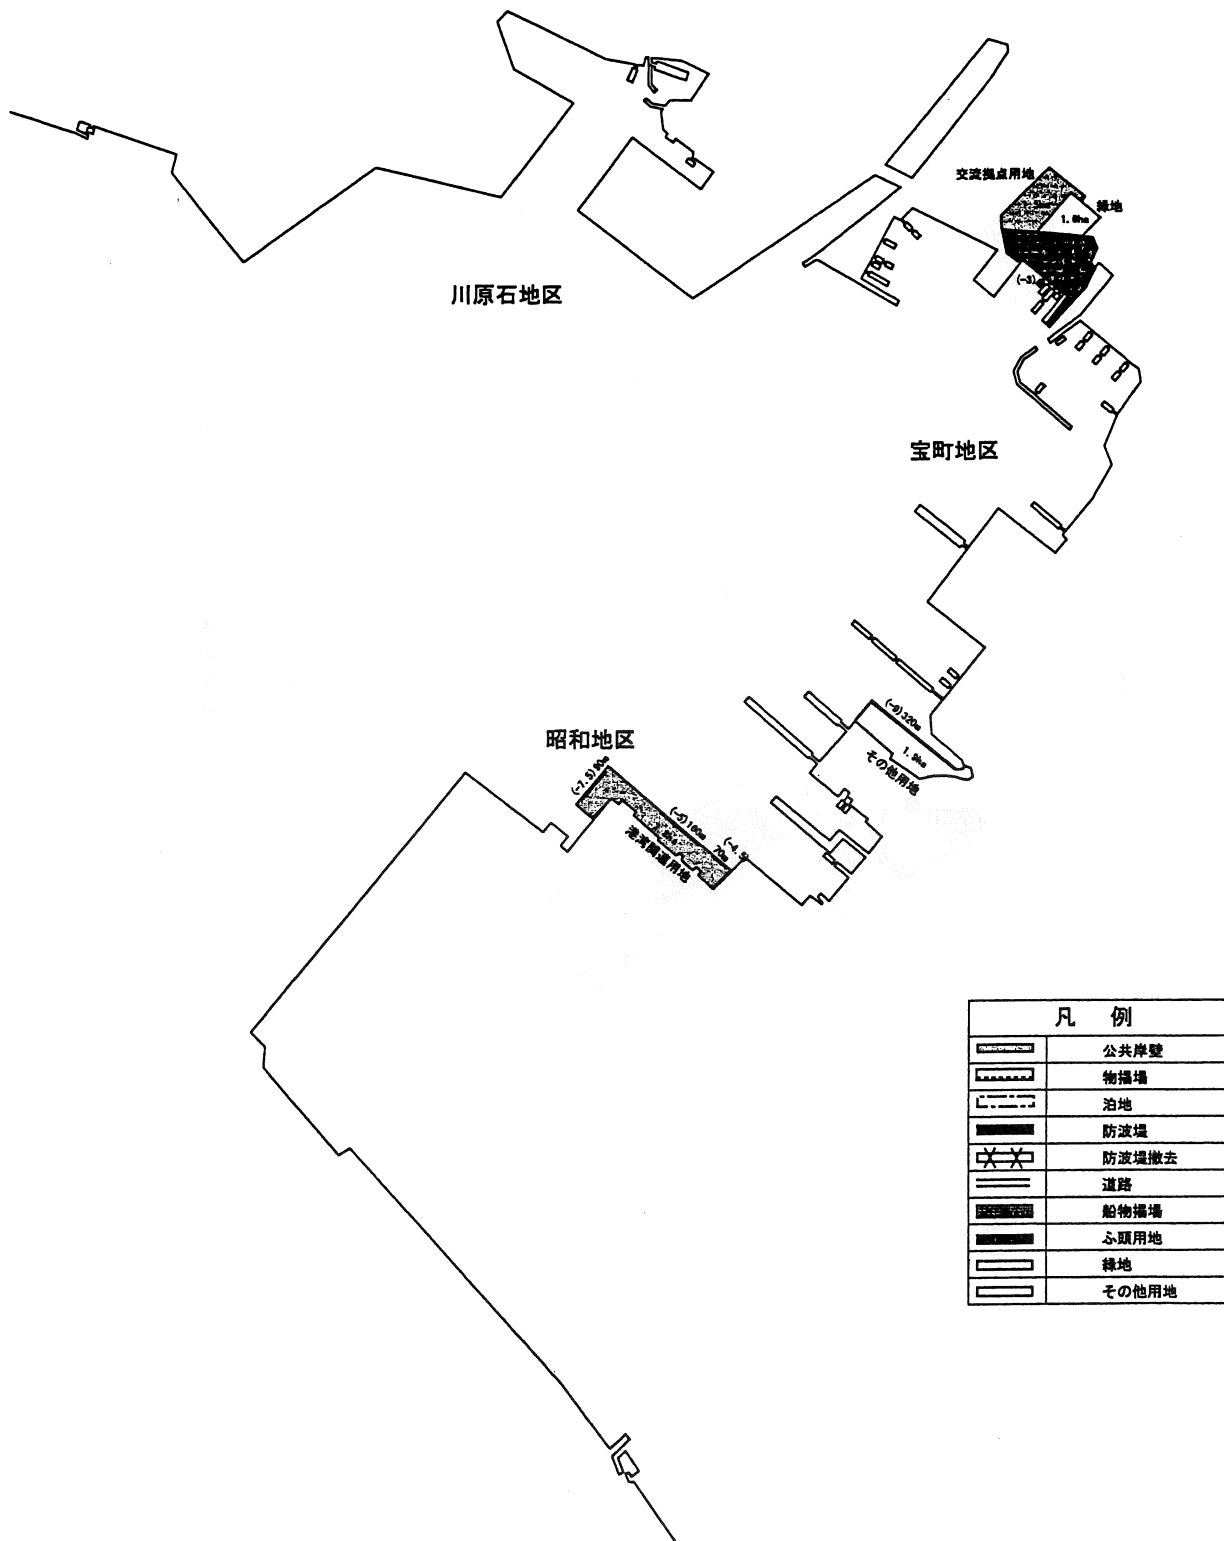 交流拠点用地
緑地
1.8ha
川原石地区
(-3)
宝町地区
(-9)320m
1.9ha
その他用地
昭和地区
(-7.5)90m
(-5)160m
(-4.5)
70m
港湾関連用地
凡 例
公共岸壁
物揚場
泊地
防波堤
防波堤撤去
道路
船物揚場
ふ頭用地
緑地
その他用地